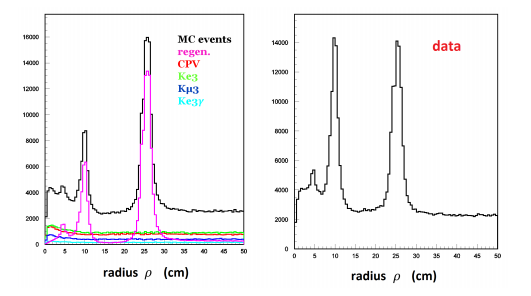 MC events
regen.
CPV
Ke3
Kμ3
Ke3γ
16000
14000
12000
10000
8000
6000
4000
2000
0
0 5 10 15 20 25 30 35 40 45 50
radius ρ (cm)
data
14000
12000
10000
8000
6000
4000
2000
0
0 5 10 15 20 25 30 35 40 45 50
radius ρ (cm)